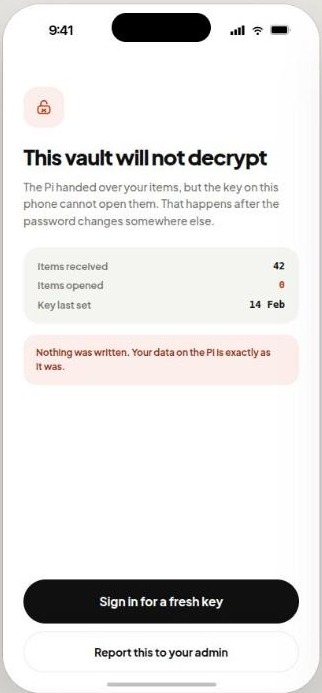 9:41
This vault will not decrypt
The Pi handed over your items, but the key on this
phone cannot open them. That happens after the
password changes somewhere else.
Items received 42
Items opened 0
Key last set 14 Feb
Nothing was written. Your data on the Pi is exactly as
it was.
Sign in for a fresh key
Report this to your admin